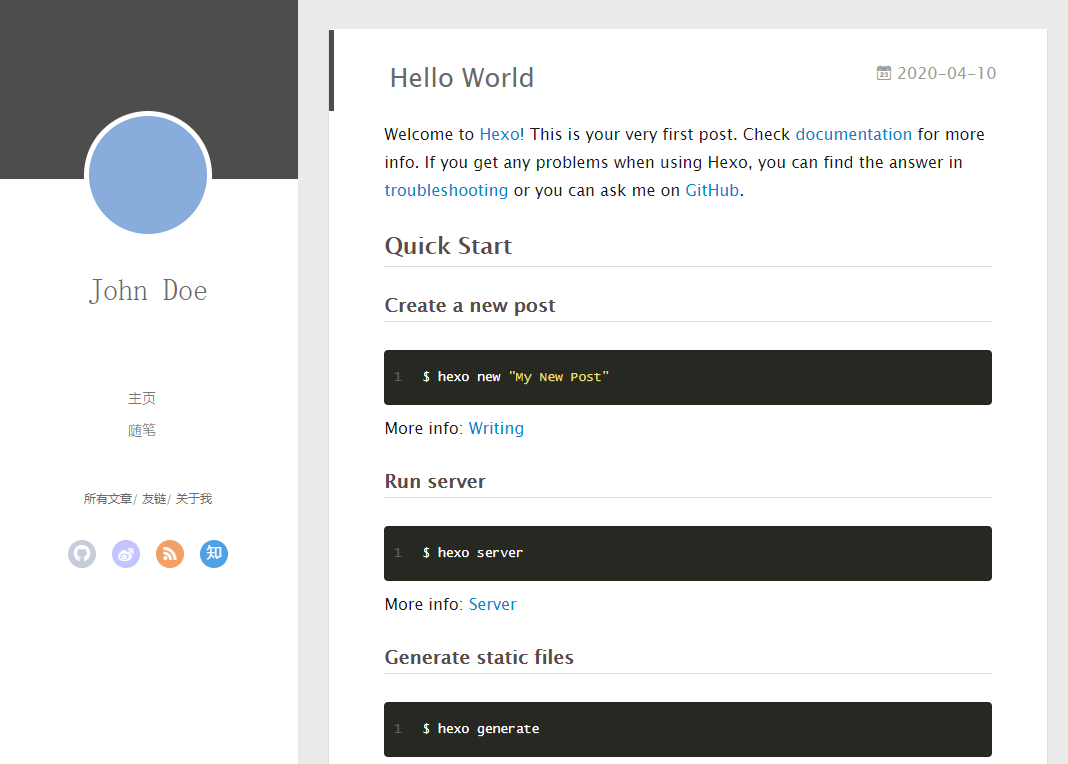 John Doe
主页
随笔
所有文章/ 友链/ 关于我
知
Hello World
23 2020-04-10
Welcome to Hexo! This is your very first post. Check documentation for more
info. If you get any problems when using Hexo, you can find the answer in
troubleshooting or you can ask me on GitHub.
Quick Start
Create a new post
1 $ hexo new "My New Post"
More info: Writing
Run server
1 $ hexo server
More info: Server
Generate static files
1 $ hexo generate